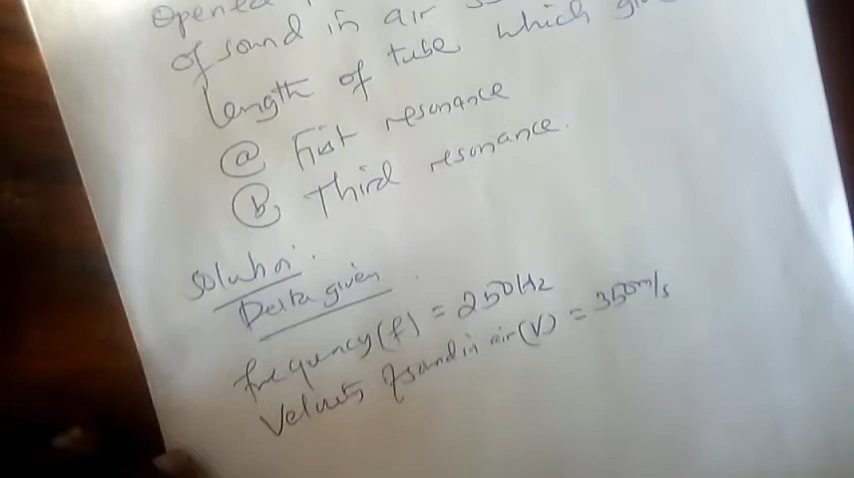 Opened
of sound in air
length of tube which
(a) First resonance
(b) Third resonance.
Solution.
Data given
frequency (f) = 250Hz
Velocity of sound in air (V) = 350m/s